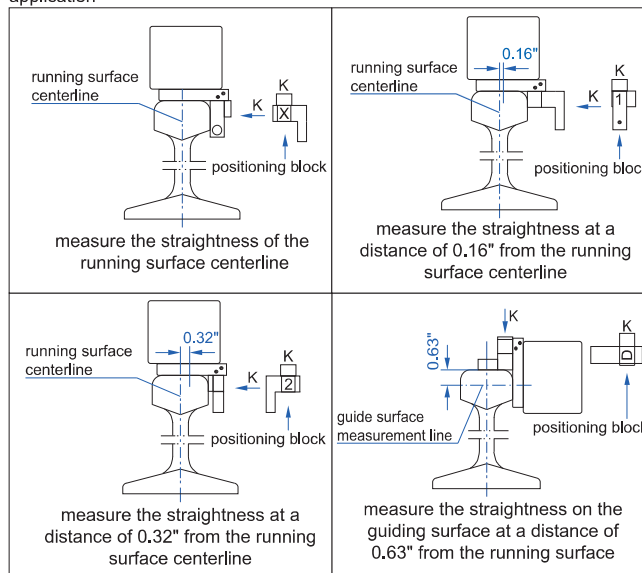 application
running surface
centerline
K
K
X
positioning block
measure the straightness of the
running surface centerline
0.16"
running surface
centerline
K
K
1
positioning block
measure the straightness at a
distance of 0.16" from the running
surface centerline
0.32"
running surface
centerline
K
K
2
positioning block
measure the straightness at a
distance of 0.32" from the running
surface centerline
K
0.63"
K
D
guide surface
measurement line
positioning block
measure the straightness on the
guiding surface at a distance of
0.63" from the running surface